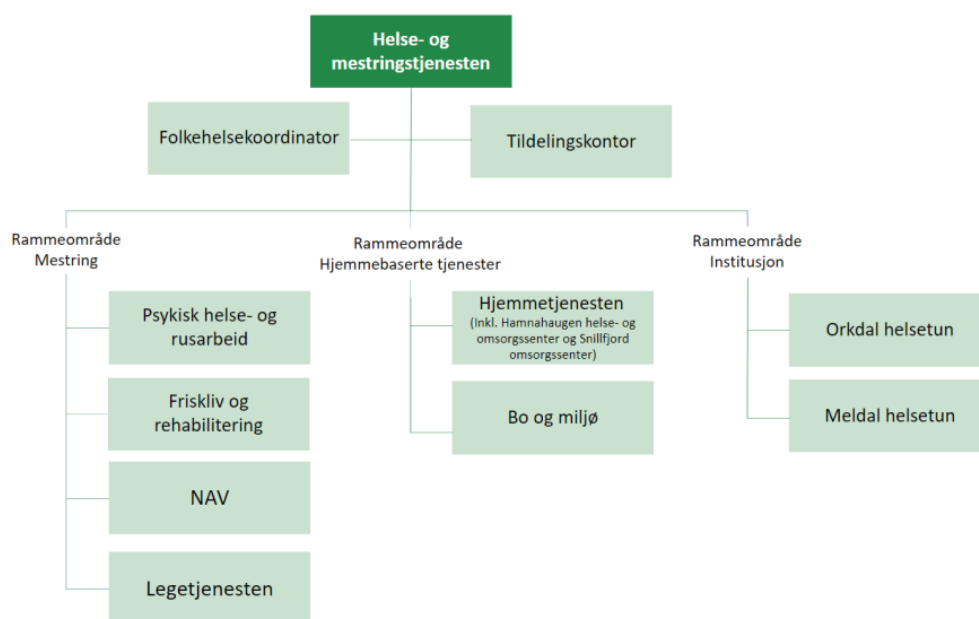 Helse- og
mestringstjenesten
Folkehelsekoordinator
Tildelingskontor
Rammeområde
Mestring
Psykisk helse- og
rusarbeid
Friskliv og
rehabilitering
NAV
Legetjenesten
Rammeområde
Hjemmebaserte tjenester
Hjemmetjenesten
(Inkl. Hamnahaugen helse- og
omsorgssenter og Snillfjord
omsorgssenter)
Bo og miljø
Rammeområde
Institusjon
Orkdal helsetun
Meldal helsetun